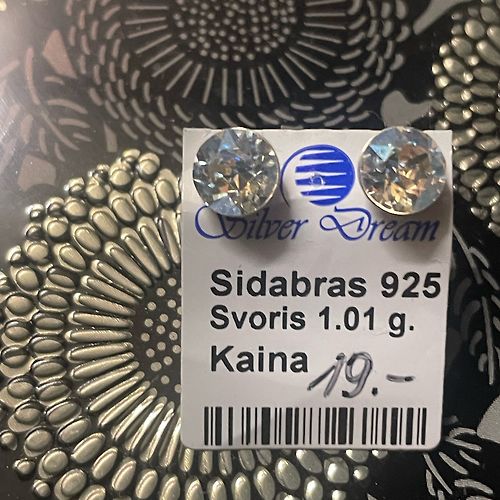 Silver Dream
Sidabras 925
Svoris 1.01 g.
Kaina 19.-